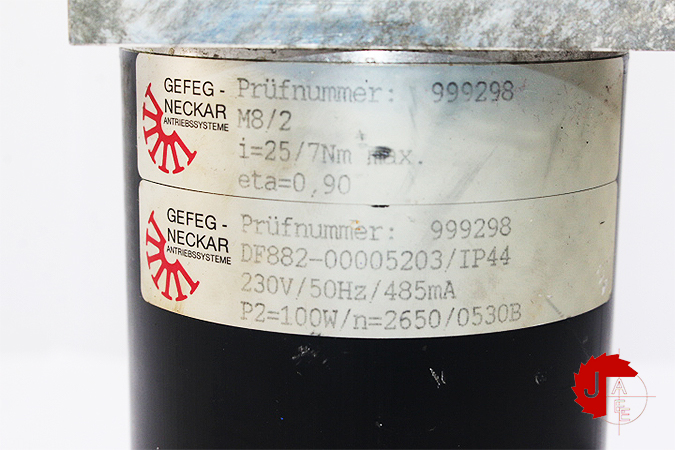 GEFEG -
NECKAR
ANTRIEBSSYSTEME
Prüfnummer: 999298
M8/2
i=25/7Nm max.
eta=0,90
GEFEG -
NECKAR
ANTRIEBSSYSTEME
Prüfnummer: 999298
DF882-00005203/IP44
230V/50Hz/485mA
P2=100W/n=2650/0530B
J
A